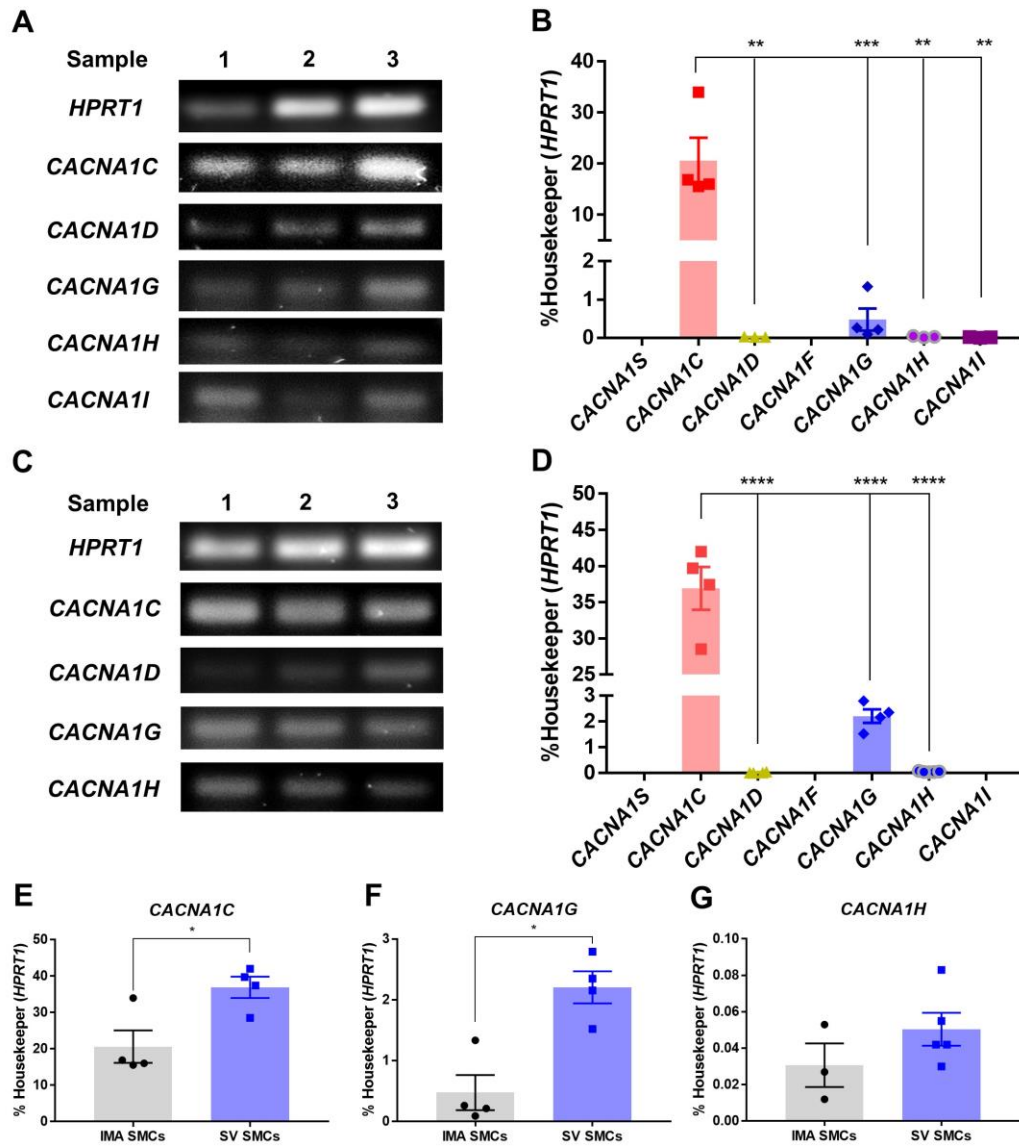 A
Sample 1 2 3
HPRT1
CACNA1C
CACNA1D
CACNA1G
CACNA1H
CACNA1I
B
** *** ** **
%Housekeeper (HPRT1)
40
30
20
10
2
1
0
CACNA1S CACNA1C CACNA1D CACNA1F CACNA1G CACNA1H CACNA1I
C
Sample 1 2 3
HPRT1
CACNA1C
CACNA1D
CACNA1G
CACNA1H
D
**** **** ****
%Housekeeper (HPRT1)
50
45
40
35
30
25
3
2
1
0
CACNA1S CACNA1C CACNA1D CACNA1F CACNA1G CACNA1H CACNA1I
E
CACNA1C
*
% Housekeeper (HPRT1)
50
40
30
20
10
0
IMA SMCs SV SMCs
F
CACNA1G
*
% Housekeeper (HPRT1)
3
2
1
0
IMA SMCs SV SMCs
G
CACNA1H
% Housekeeper (HPRT1)
0.10
0.08
0.06
0.04
0.02
0.00
IMA SMCs SV SMCs